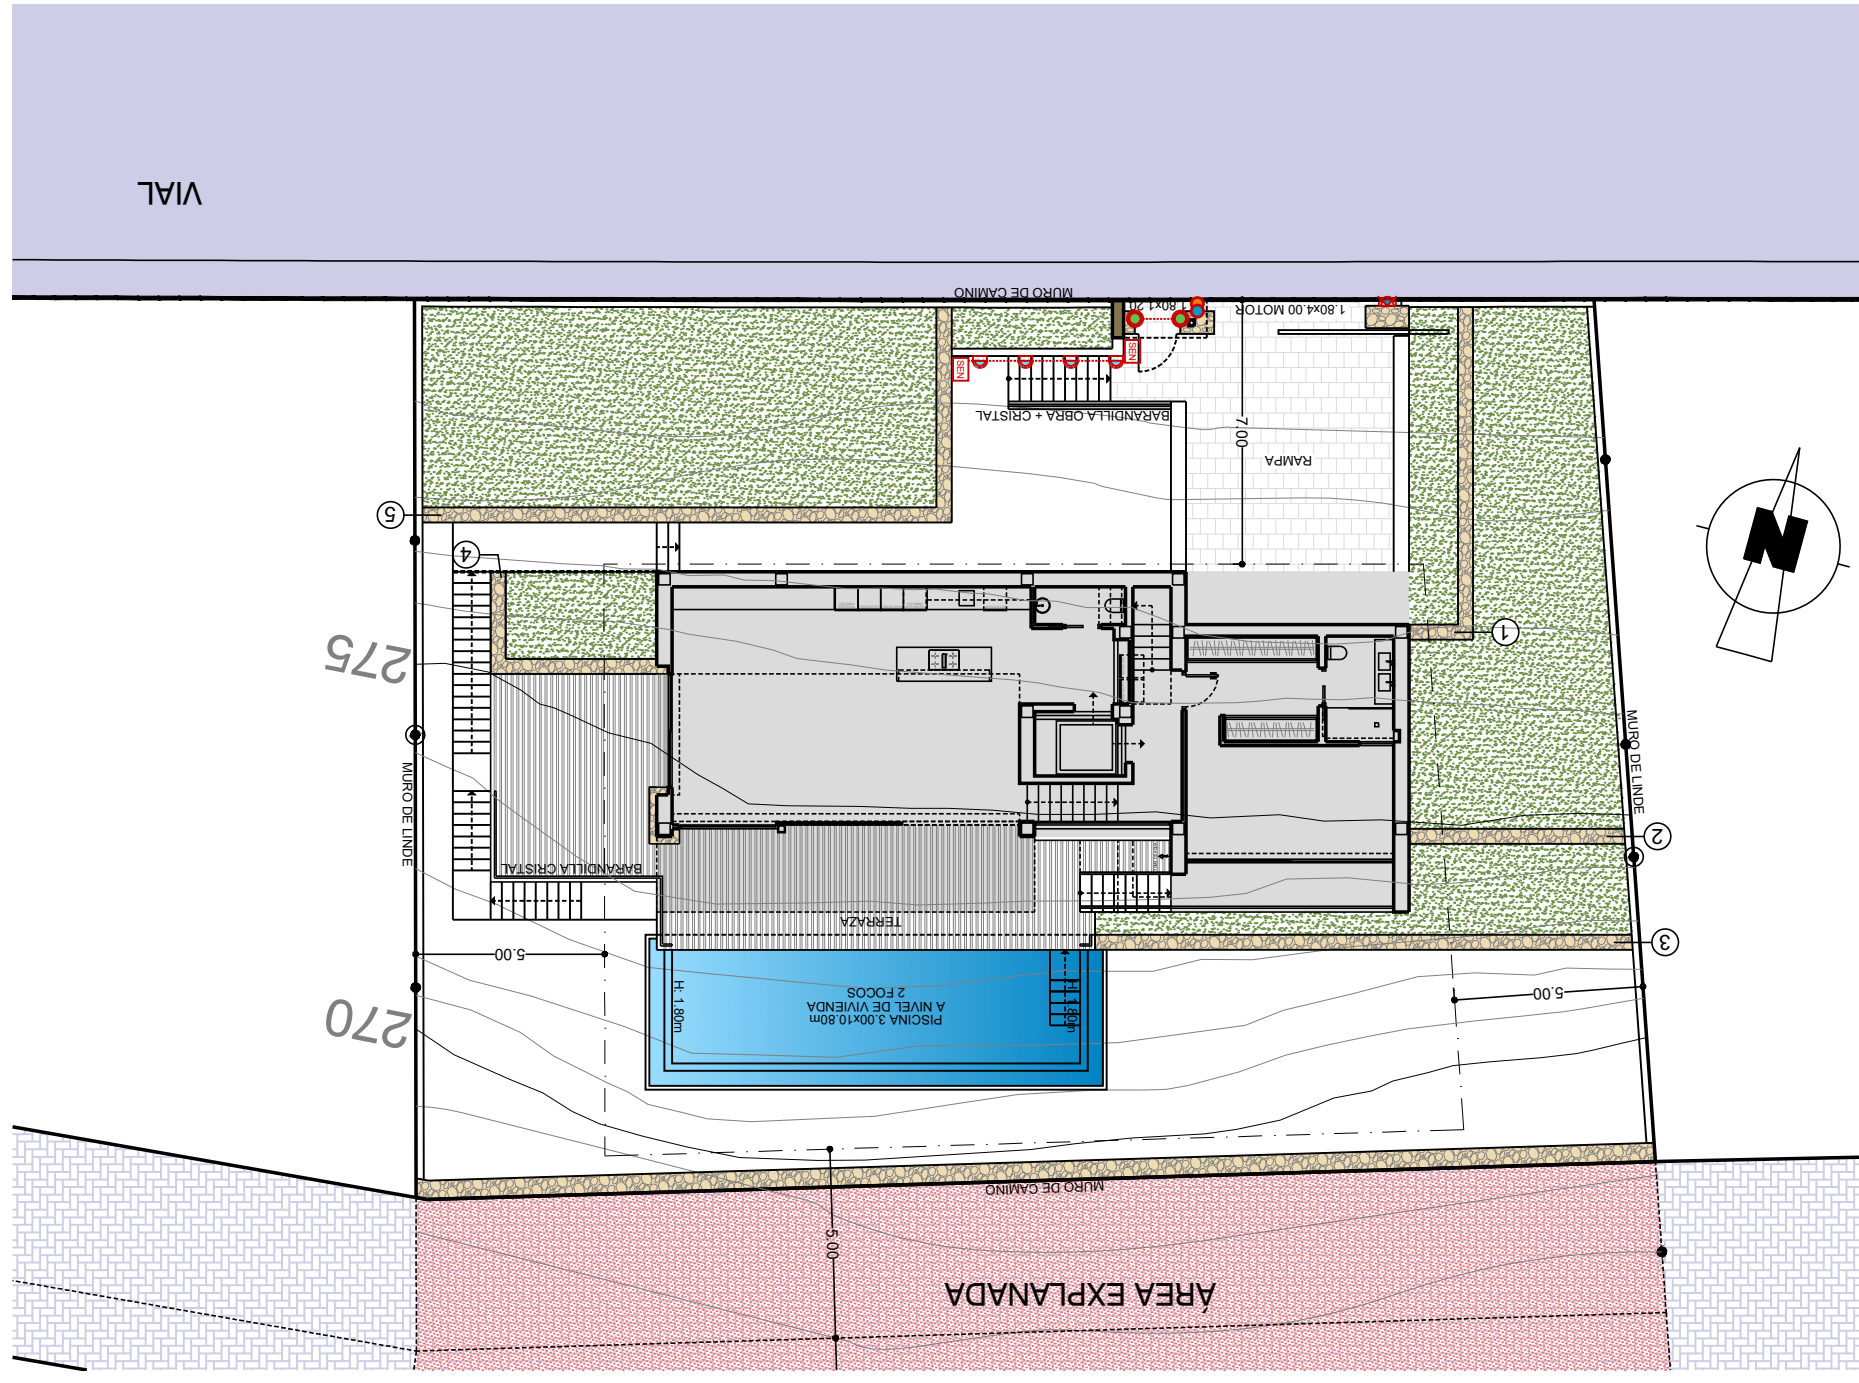 VIAL
MURO DE CAMINO
1.80x1.20
1.80x4.00 MOTOR
SEN
SEN
BARANDILLA OBRA + CRISTAL
7.00
RAMPA
5
4
1
N
275
MURO DE LINDE
MURO DE LINDE
2
BARANDILLA CRISTAL
TERRAZA
3
5.00
5.00
270
H: 1.80m
PISCINA 3.00x10.80m
A NIVEL DE VIVIENDA
2 FOCOS
H: 1.80m
MURO DE CAMINO
5.00
ÁREA EXPLANADA